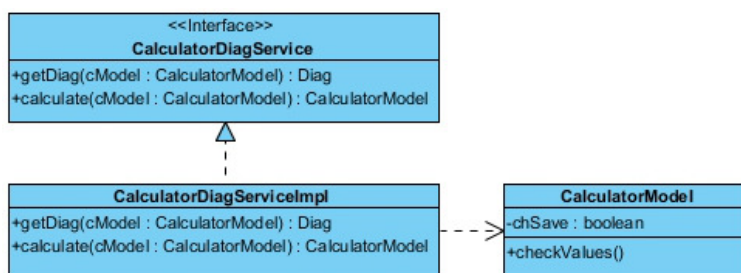 <<Interface>>
CalculatorDiagService
+getDiag(cModel : CalculatorModel) : Diag
+calculate(cModel : CalculatorModel) : CalculatorModel
CalculatorDiagServiceImpl
+getDiag(cModel : CalculatorModel) : Diag
+calculate(cModel : CalculatorModel) : CalculatorModel
CalculatorModel
-chSave : boolean
+checkValues()